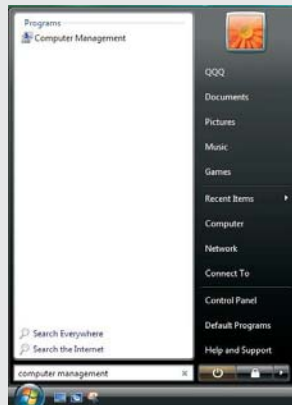 Programs
Computer Management
QQQ
Documents
Pictures
Music
Games
Recent Items
Computer
Network
Connect To
Control Panel
Default Programs
Help and Support
Search Everywhere
Search the Internet
computer management